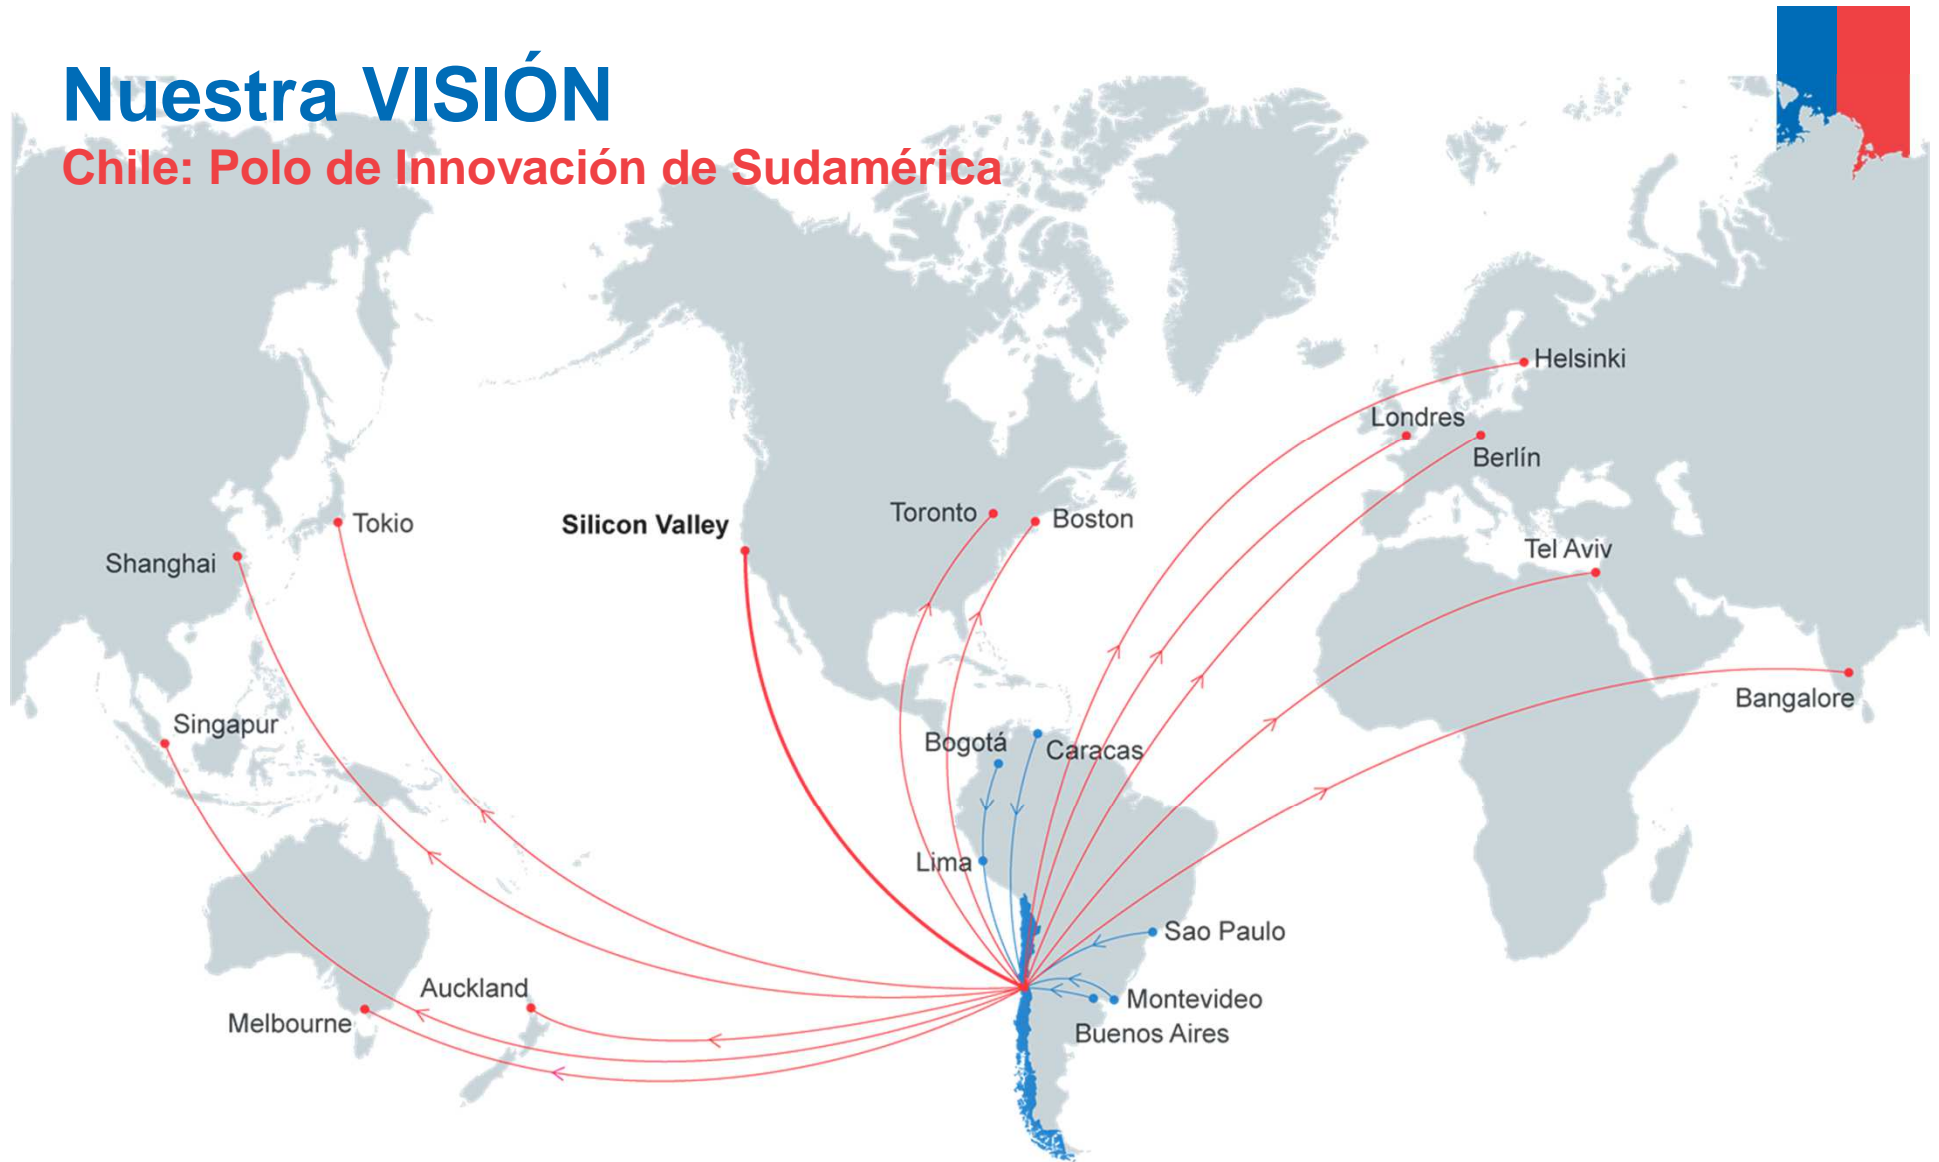 Nuestra VISIÓN
Chile: Polo de Innovación de Sudamérica
Helsinki
Londres
Berlín
Toronto
Boston
Silicon Valley
Tokio
Shanghai
Tel Aviv
Bangalore
Singapur
Bogotá
Caracas
Lima
Sao Paulo
Auckland
Montevideo
Melbourne
Buenos Aires